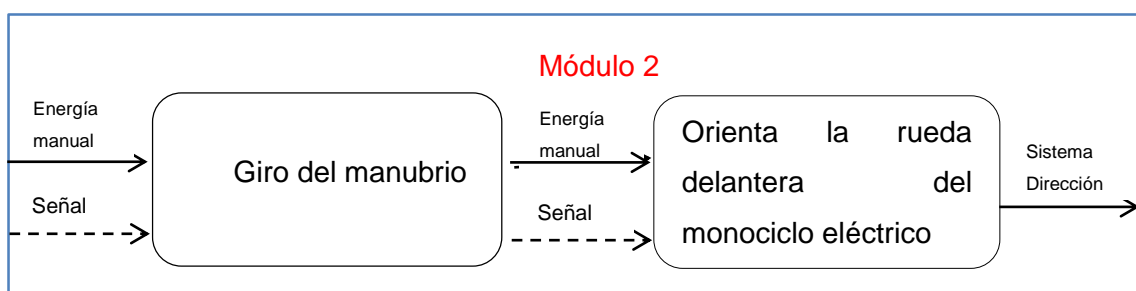 Módulo 2
Energía
manual
Señal
Giro del manubrio
Energía
manual
Señal
Orienta la rueda
delantera del
monociclo eléctrico
Sistema
Dirección